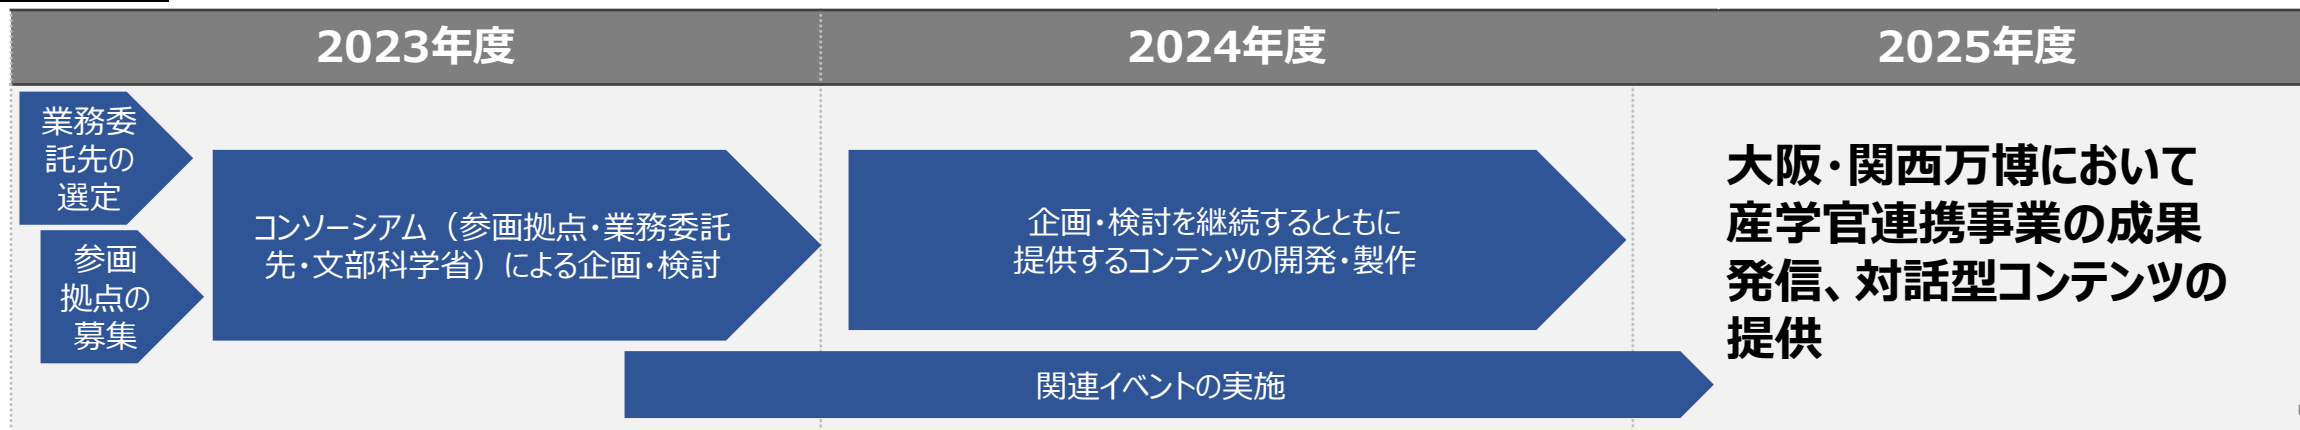 2023年度
2024年度
2025年度
業務委
託先の
選定
参画
拠点の
募集
コンソーシアム（参画拠点・業務委託
先・文部科学省）による企画・検討
企画・検討を継続するとともに
提供するコンテンツの開発・製作
関連イベントの実施
大阪・関西万博において
産学官連携事業の成果
発信、対話型コンテンツの
提供